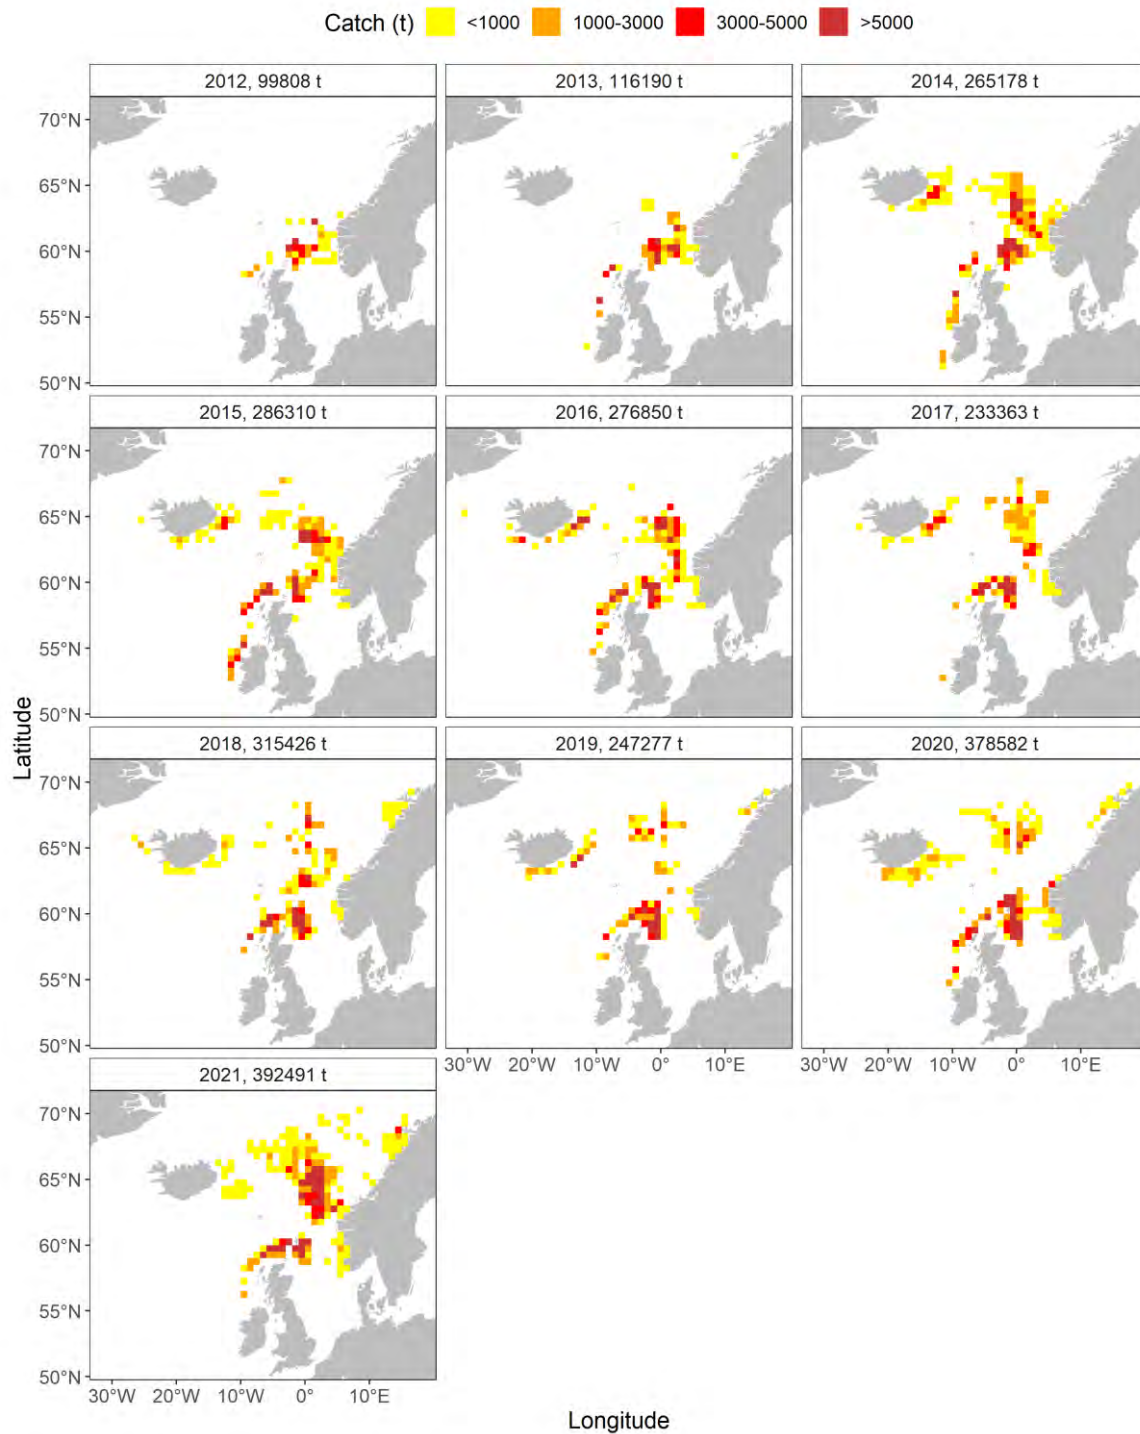 Catch (t) <1000 1000-3000 3000-5000 >5000
2012, 99808 t 2013, 116190 t 2014, 265178 t
70°N
65°N
60°N
55°N
50°N
2015, 286310 t 2016, 276850 t 2017, 233363 t
70°N
65°N
60°N
55°N
50°N
Latitude
2018, 315426 t 2019, 247277 t 2020, 378582 t
70°N
65°N
60°N
55°N
50°N
30°W 20°W 10°W 0° 10°E 30°W 20°W 10°W 0° 10°E
2021, 392491 t
70°N
65°N
60°N
55°N
50°N
30°W 20°W 10°W 0° 10°E
Longitude